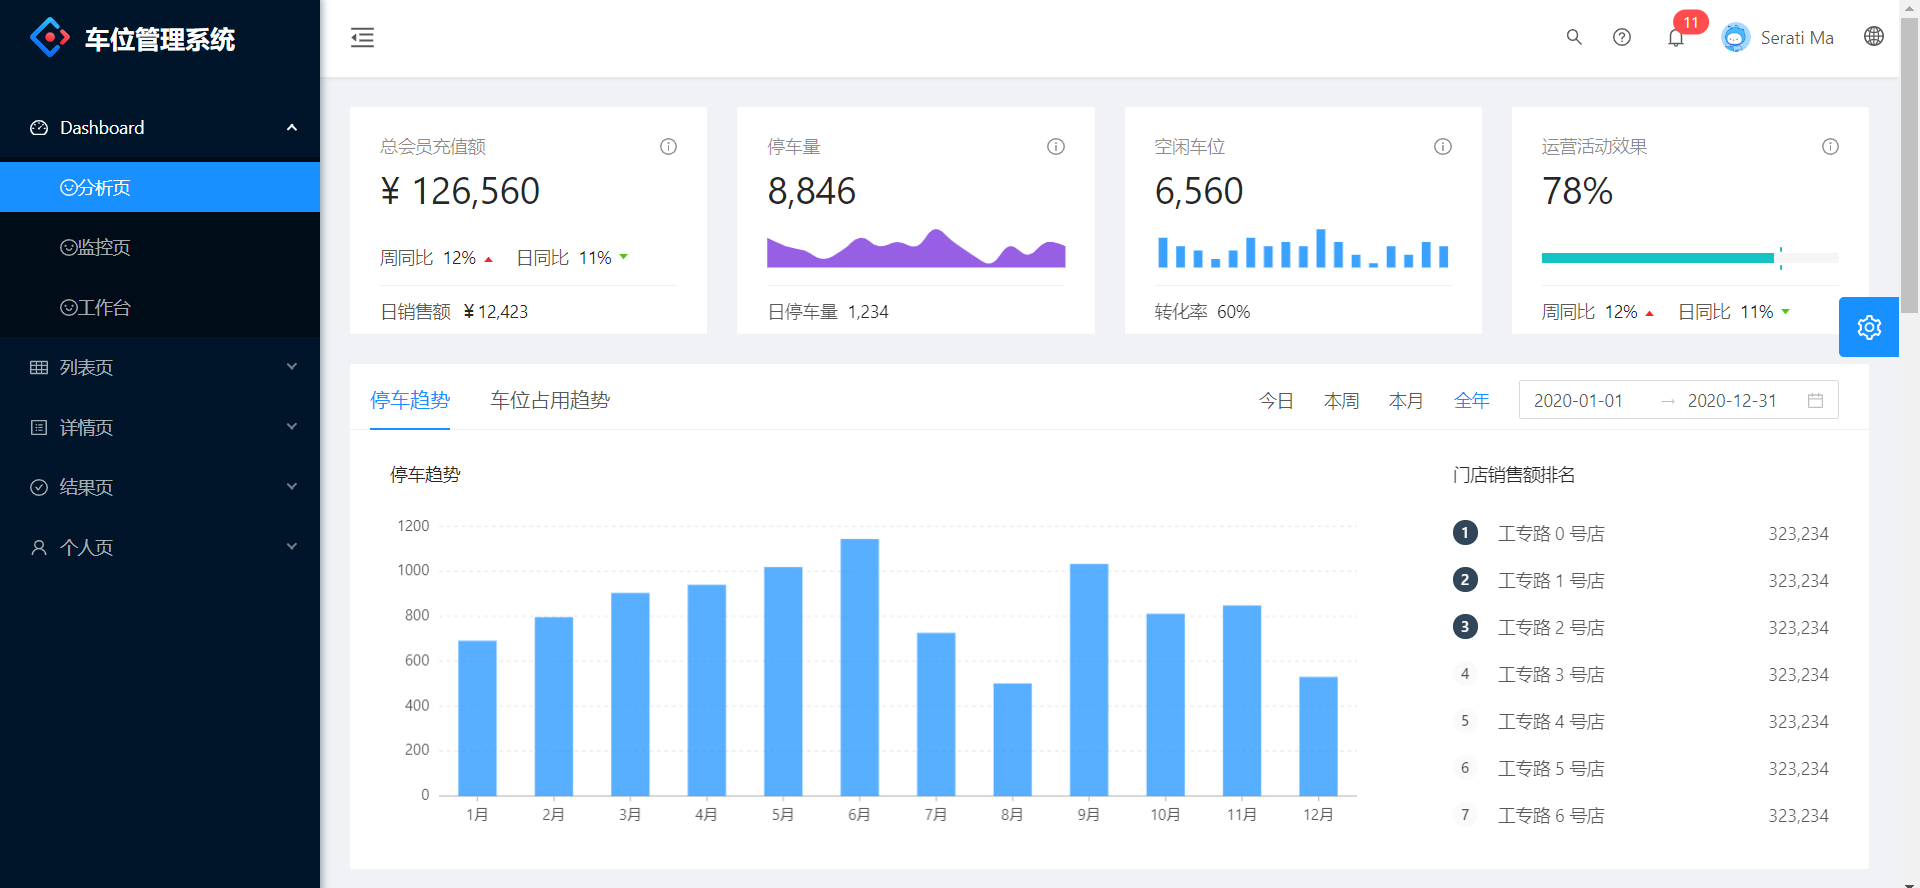 车位管理系统
Dashboard
分析页
监控页
工作台
列表页
详情页
结果页
个人页
11
Serati Ma
总会员充值额
¥ 126,560
周同比 12% 日同比 11%
日销售额 ¥ 12,423
停车量
8,846
日停车量 1,234
空闲车位
6,560
转化率 60%
运营活动效果
78%
周同比 12% 日同比 11%
停车趋势 车位占用趋势
今日 本周 本月 全年 2020-01-01 → 2020-12-31
停车趋势
1200
1000
800
600
400
200
0
1月 2月 3月 4月 5月 6月 7月 8月 9月 10月 11月 12月
门店销售额排名
1 工专路 0 号店 323,234
2 工专路 1 号店 323,234
3 工专路 2 号店 323,234
4 工专路 3 号店 323,234
5 工专路 4 号店 323,234
6 工专路 5 号店 323,234
7 工专路 6 号店 323,234